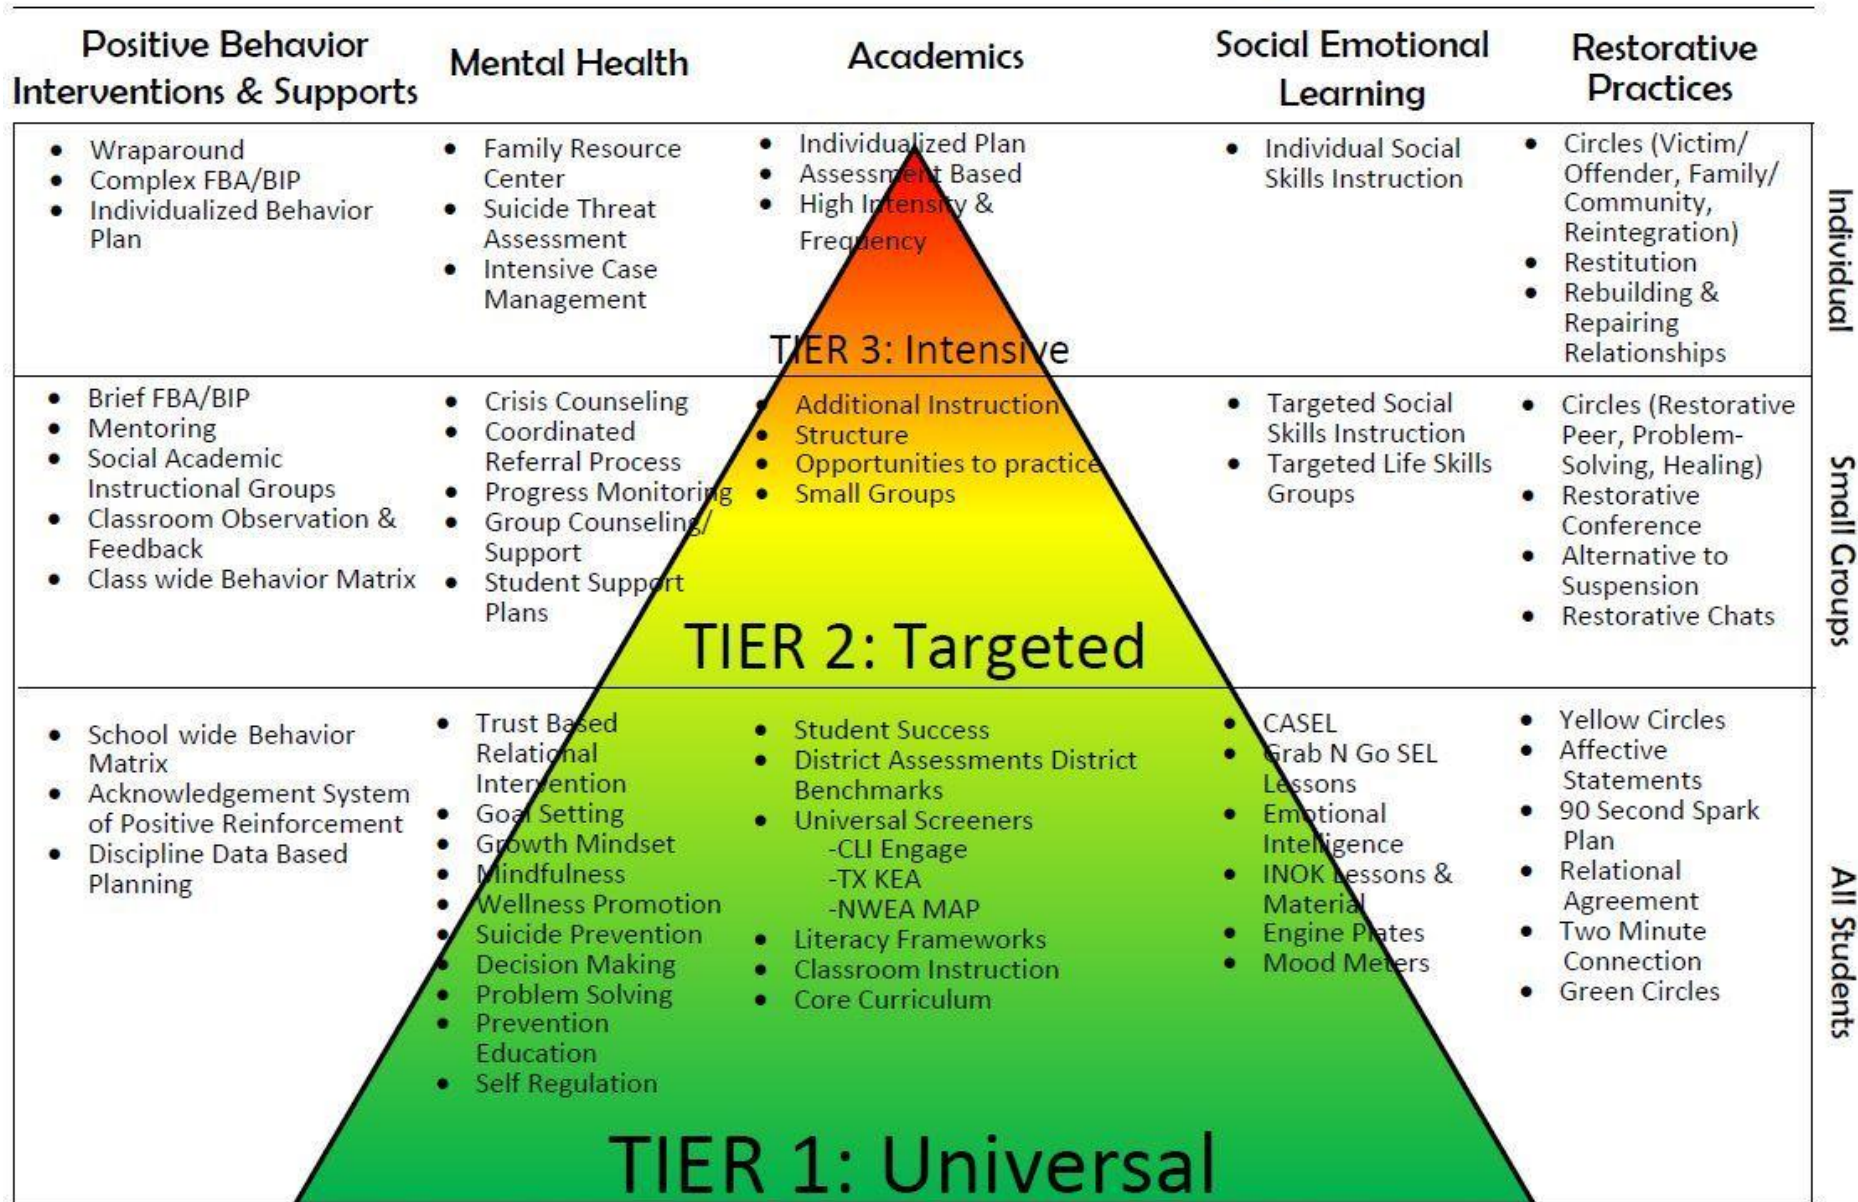 Positive Behavior
Interventions & Supports
Mental Health
Academics
Social Emotional
Learning
Restorative
Practices
• Wraparound
• Complex FBA/BIP
• Individualized Behavior
Plan
• Family Resource
Center
• Suicide Threat
Assessment
• Intensive Case
Management
• Individualized Plan
• Assessment Based
• High Intensity &
Frequency
TIER 3: Intensive
• Individual Social
Skills Instruction
• Circles (Victim/
Offender, Family/
Community,
Reintegration)
• Restitution
• Rebuilding &
Repairing
Relationships
Individual
• Brief FBA/BIP
• Mentoring
• Social Academic
Instructional Groups
• Classroom Observation &
Feedback
• Class wide Behavior Matrix
• Crisis Counseling
• Coordinated
Referral Process
• Progress Monitoring
• Group Counseling/
Support
• Student Support
Plans
• Additional Instruction
• Structure
• Opportunities to practice
• Small Groups
TIER 2: Targeted
• Targeted Social
Skills Instruction
• Targeted Life Skills
Groups
• Circles (Restorative
Peer, Problem-
Solving, Healing)
• Restorative
Conference
• Alternative to
Suspension
• Restorative Chats
Small Groups
• School wide Behavior
Matrix
• Acknowledgement System
of Positive Reinforcement
• Discipline Data Based
Planning
• Trust Based
Relational
Intervention
• Goal Setting
• Growth Mindset
• Mindfulness
• Wellness Promotion
• Suicide Prevention
• Decision Making
• Problem Solving
• Prevention
Education
• Self Regulation
• Student Success
• District Assessments District
Benchmarks
• Universal Screeners
-CLI Engage
-TX KEA
-NWEA MAP
• Literacy Frameworks
• Classroom Instruction
• Core Curriculum
TIER 1: Universal
• CASEL
• Grab N Go SEL
Lessons
• Emotional
Intelligence
• INOK Lessons &
Material
• Engine Plates
• Mood Meters
• Yellow Circles
• Affective
Statements
• 90 Second Spark
Plan
• Relational
Agreement
• Two Minute
Connection
• Green Circles
All Students